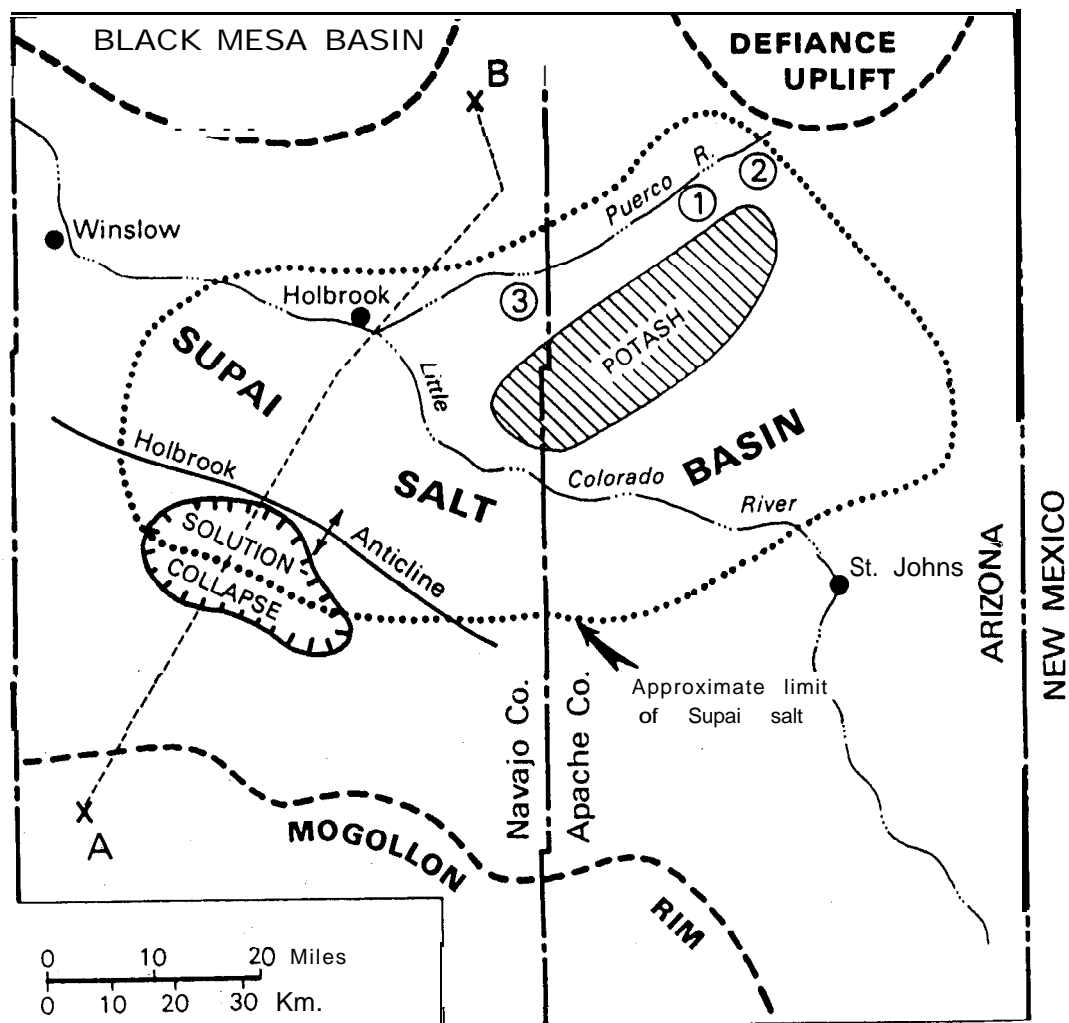 BLACK MESA BASIN
DEFIANCE
UPLIFT
B
Puerco R.
2
1
Winslow
Holbrook
3
SUPAI
POTASH
Little
Holbrook
BASIN
SALT
Colorado
River
SOLUTION
Anticline
COLLAPSE
St. Johns
ARIZONA
NEW MEXICO
Approximate limit
of Supai salt
Navajo Co.
Apache Co.
A
MOGOLLON
RIM
0 10 20 Miles
0 10 20 30 Km.